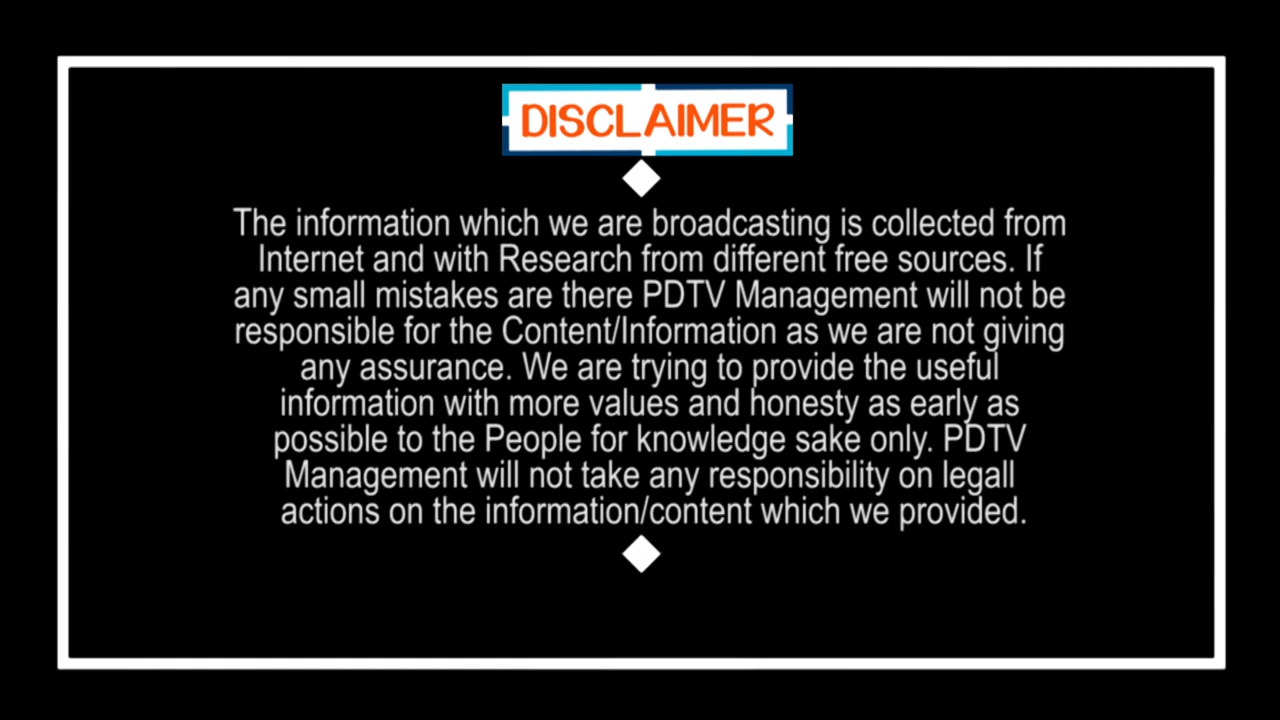 DISCLAIMER
The information which we are broadcasting is collected from
Internet and with Research from different free sources. If
any small mistakes are there PDTV Management will not be
responsible for the Content/Information as we are not giving
any assurance. We are trying to provide the useful
information with more values and honesty as early as
possible to the People for knowledge sake only. PDTV
Management will not take any responsibility on legall
actions on the information/content which we provided.